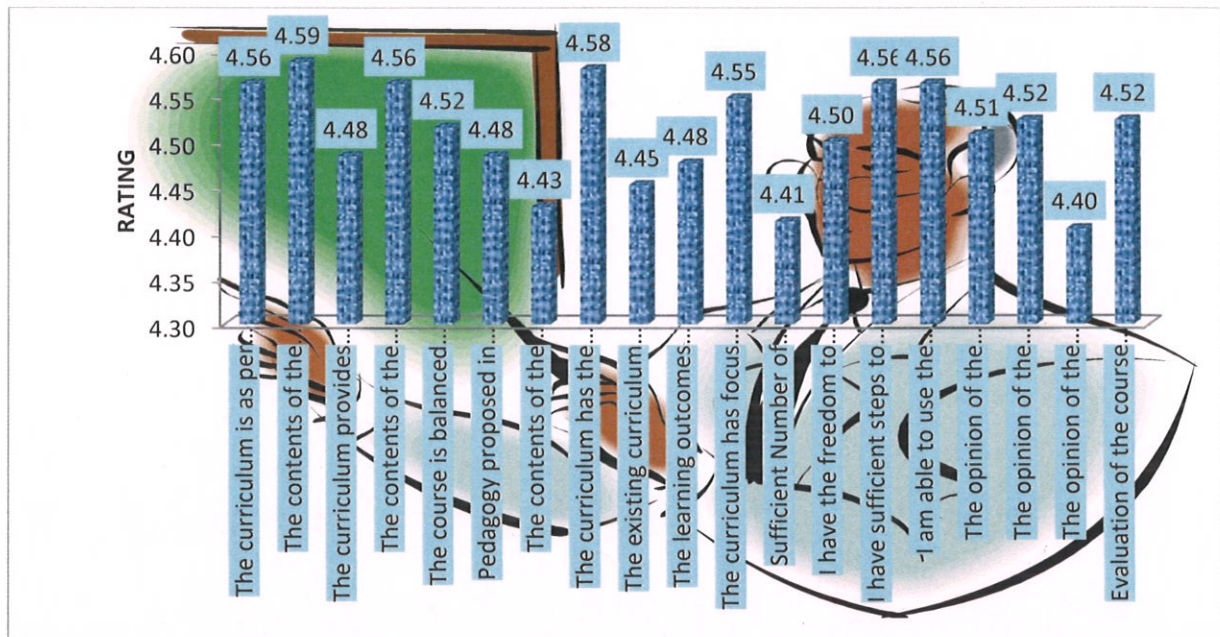 4.56
4.59
4.48
4.56
4.52
4.48
4.43
4.58
4.45
4.48
4.55
4.41
4.50
4.56
4.56
4.51
4.52
4.40
4.52
RATING
4.60
4.55
4.50
4.45
4.40
4.35
4.30
The curriculum is as per...
The contents of the...
The curriculum provides...
The contents of the...
The course is balanced...
Pedagogy proposed in...
The contents of the...
The curriculum has the...
The existing curriculum...
The learning outcomes...
The curriculum has focus...
Sufficient Number of...
I have the freedom to...
I have sufficient steps to...
I am able to use the...
The opinion of the...
The opinion of the...
The opinion of the...
Evaluation of the course...